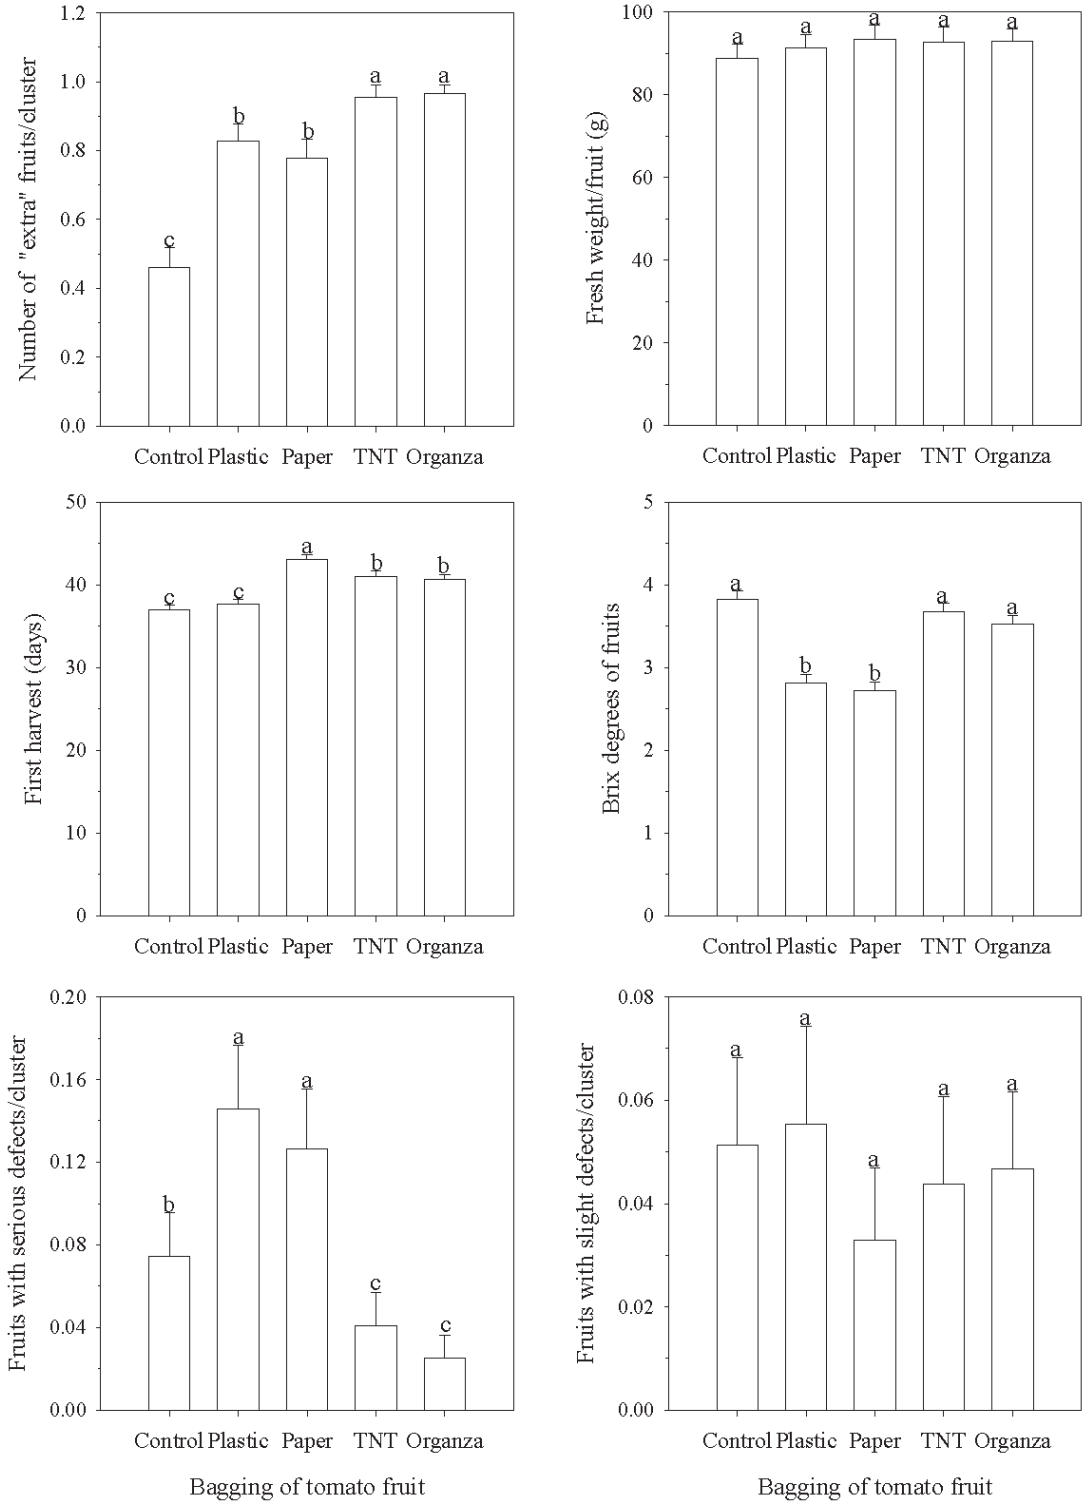 Number of "extra" fruits/cluster
1.2
1.0
0.8
0.6
0.4
0.2
0.0
c
b
b
a
a
Control Plastic Paper TNT Organza
Fresh weight/fruit (g)
100
80
60
40
20
0
a
a
a
a
a
Control Plastic Paper TNT Organza
First harvest (days)
50
40
30
20
10
0
c
c
a
b
b
Control Plastic Paper TNT Organza
Brix degrees of fruits
5
4
3
2
1
0
a
b
b
a
a
Control Plastic Paper TNT Organza
Fruits with serious defects/cluster
0.20
0.16
0.12
0.08
0.04
0.00
b
a
a
c
c
Control Plastic Paper TNT Organza
Bagging of tomato fruit
Fruits with slight defects/cluster
0.08
0.06
0.04
0.02
0.00
a
a
a
a
a
Control Plastic Paper TNT Organza
Bagging of tomato fruit